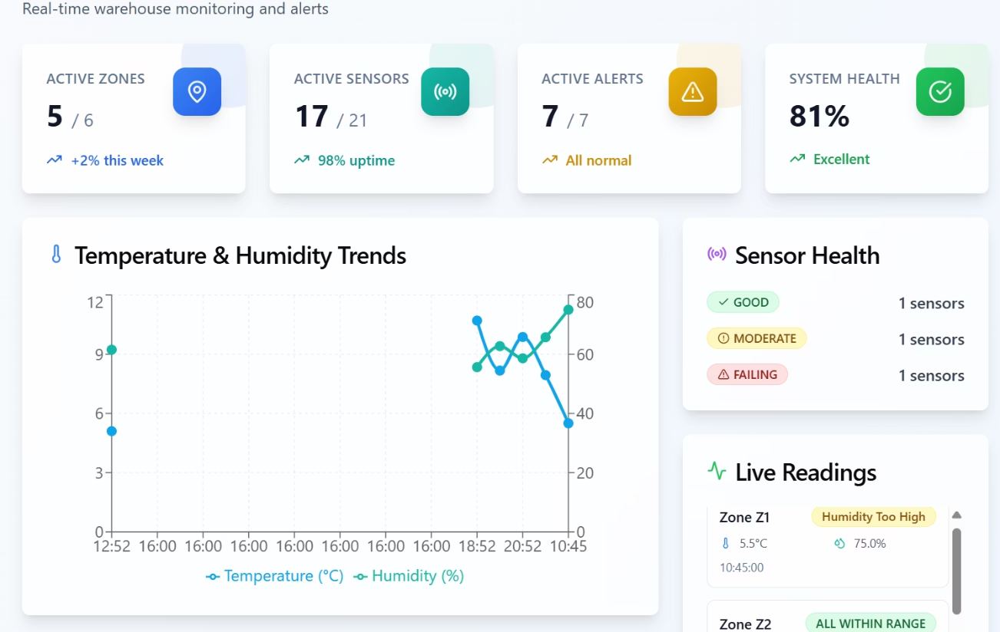 Real-time warehouse monitoring and alerts
ACTIVE ZONES
5 / 6
+2% this week
ACTIVE SENSORS
17 / 21
98% uptime
ACTIVE ALERTS
7 / 7
All normal
SYSTEM HEALTH
81%
Excellent
Temperature & Humidity Trends
12
9
6
3
0
80
60
40
20
0
12:52 16:00 16:00 16:00 16:00 16:00 16:00 16:00 18:52 20:52 10:45
Temperature (°C) Humidity (%)
Sensor Health
GOOD 1 sensors
MODERATE 1 sensors
FAILING 1 sensors
Live Readings
Zone Z1 Humidity Too High
5.5°C 75.0%
10:45:00
Zone Z2 ALL WITHIN RANGE